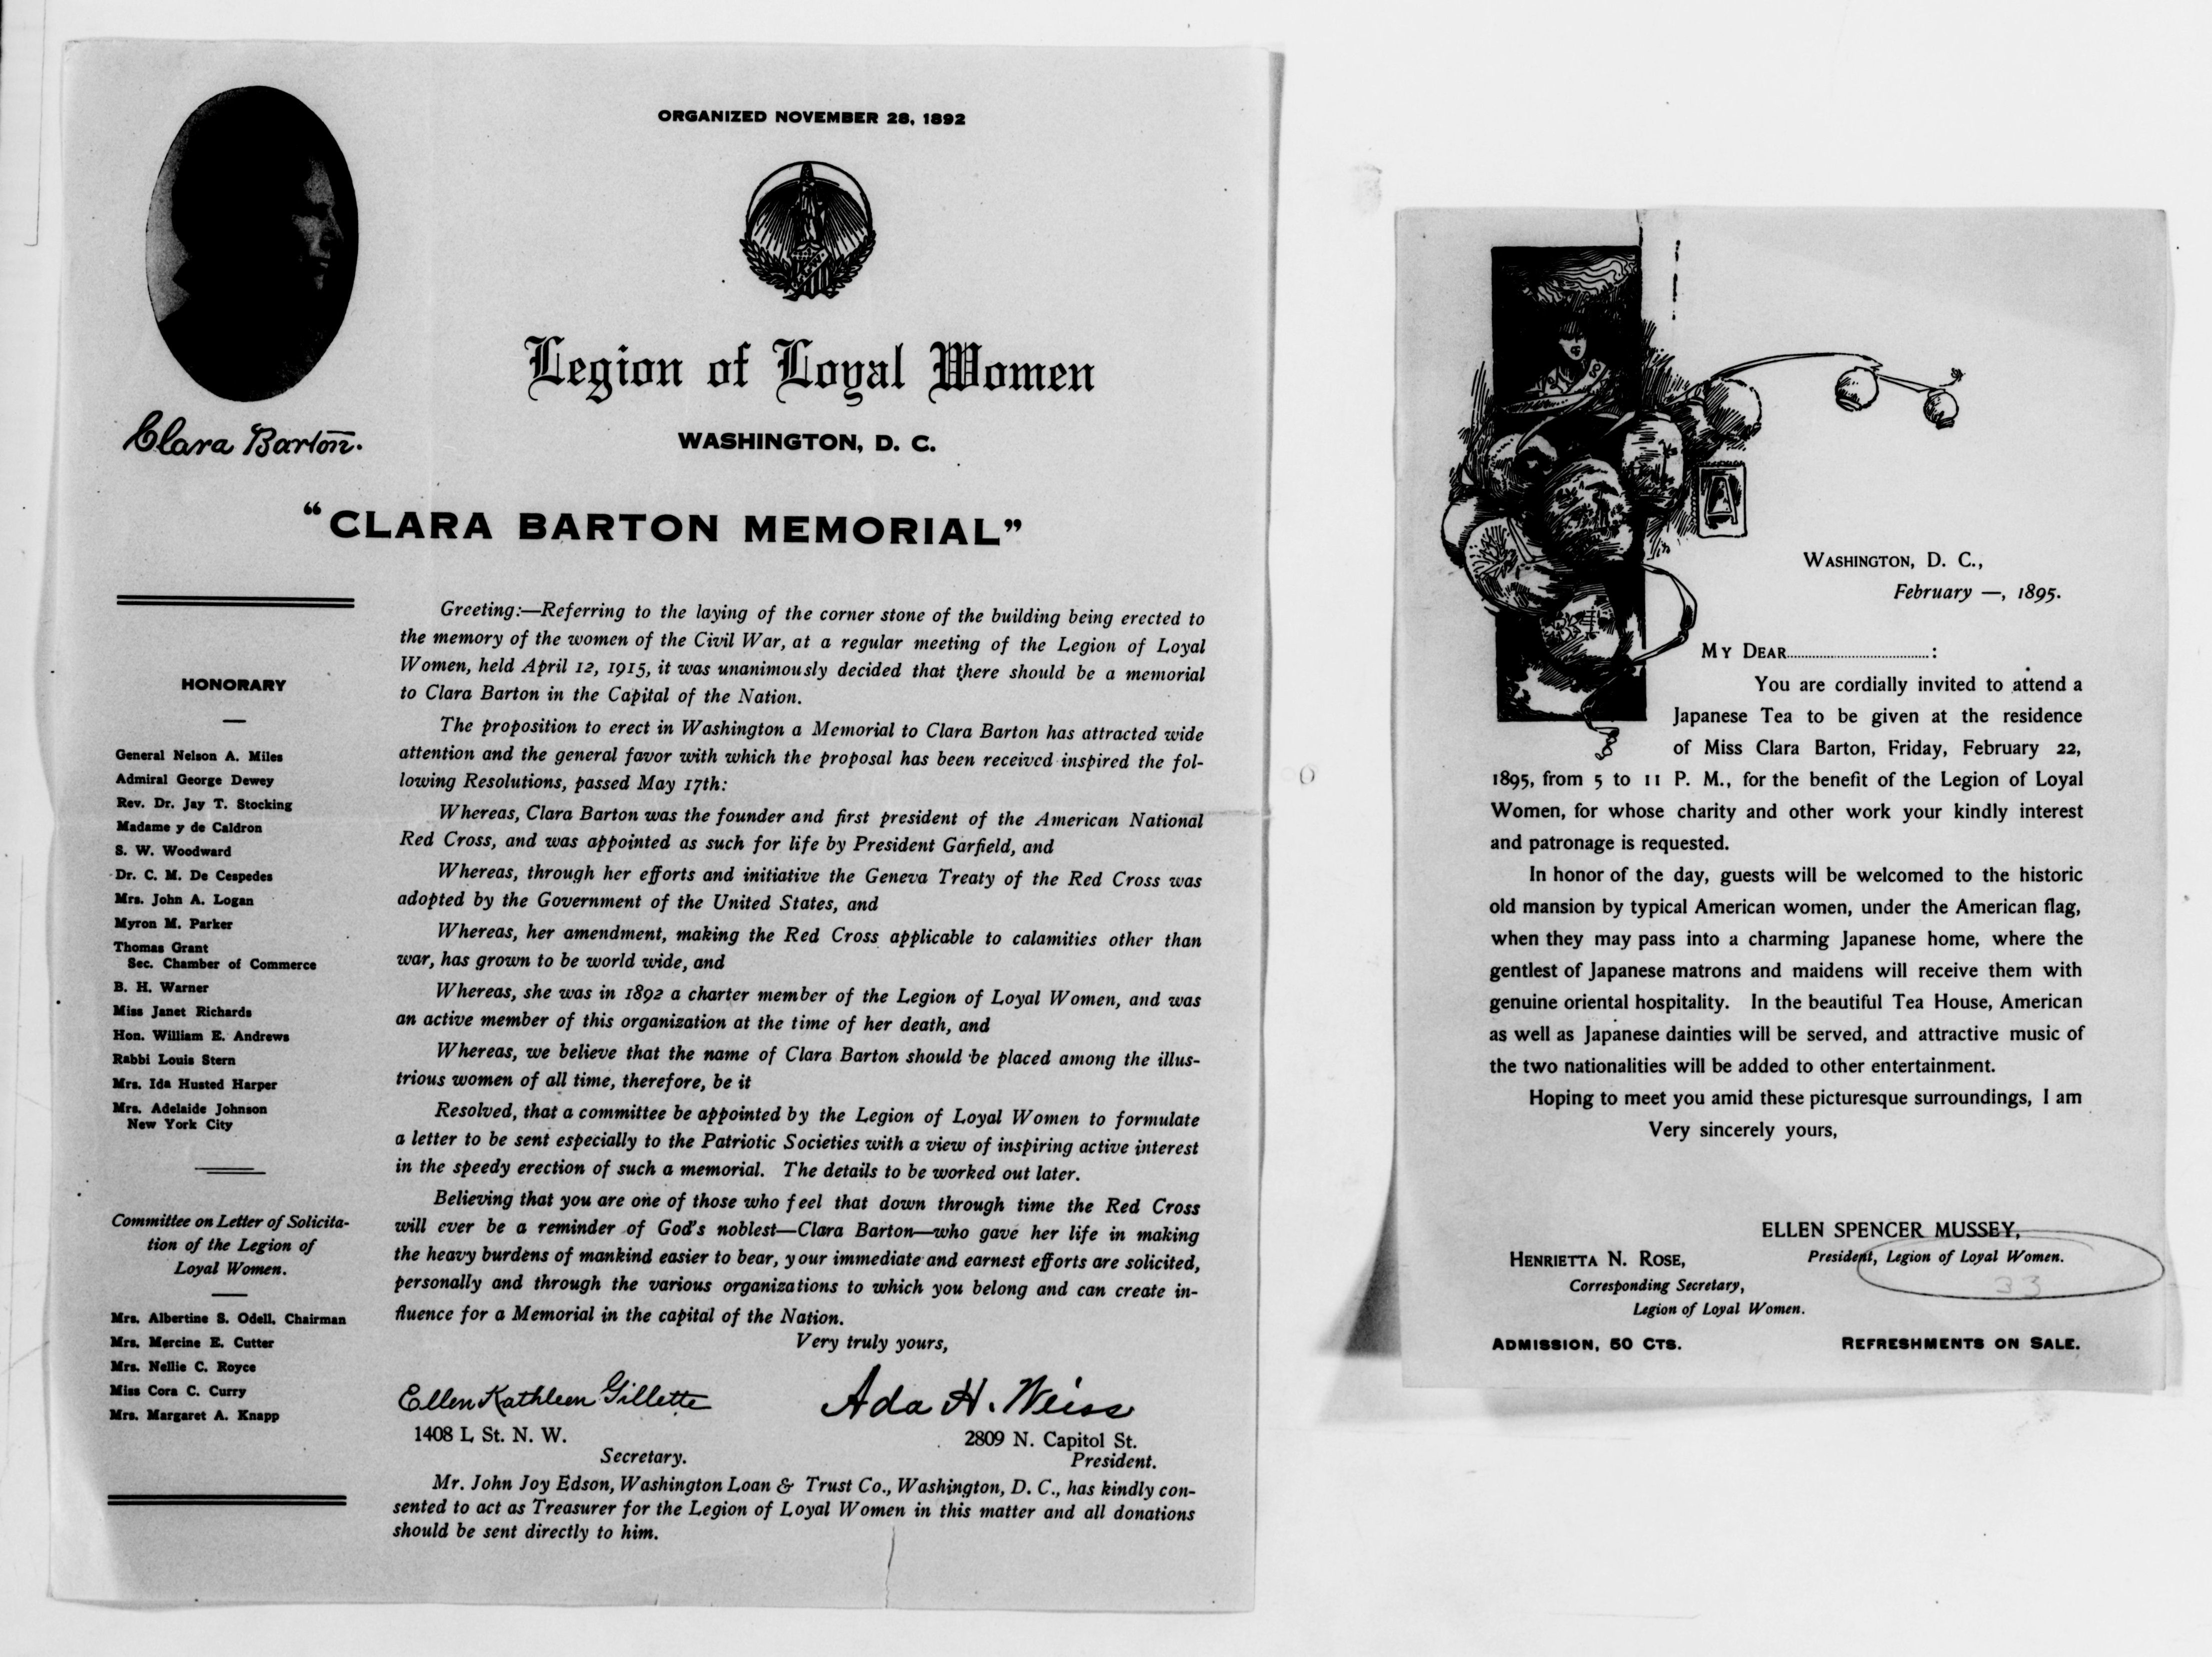 ORGANIZED NOVEMBER 28, 1892
Legion of Loyal Women
WASHINGTON, D. C.
Clara Barton.
"CLARA BARTON MEMORIAL"
HONORARY
General Nelson A. Miles
Admiral George Dewey
Rev. Dr. Jay T. Stocking
Madame y de Caldron
S. W. Woodward
Dr. C. M. De Cespedes
Mrs. John A. Logan
Myron M. Parker
Thomas Grant
Sec. Chamber of Commerce
B. H. Warner
Miss Janet Richards
Hon. William E. Andrews
Rabbi Louis Stern
Mrs. Ida Husted Harper
Mrs. Adelaide Johnson
New York City
Committee on Letter of Solicita-
tion of the Legion of
Loyal Women.
Mrs. Albertine S. Odell, Chairman
Mrs. Mercine E. Cutter
Mrs. Nellie C. Royce
Miss Cora C. Curry
Mrs. Margaret A. Knapp
Greeting:—Referring to the laying of the corner stone of the building being erected to
the memory of the women of the Civil War, at a regular meeting of the Legion of Loyal
Women, held April 12, 1915, it was unanimously decided that there should be a memorial
to Clara Barton in the Capital of the Nation.
The proposition to erect in Washington a Memorial to Clara Barton has attracted wide
attention and the general favor with which the proposal has been received inspired the fol-
lowing Resolutions, passed May 17th:
Whereas, Clara Barton was the founder and first president of the American National
Red Cross, and was appointed as such for life by President Garfield, and
Whereas, through her efforts and initiative the Geneva Treaty of the Red Cross was
adopted by the Government of the United States, and
Whereas, her amendment, making the Red Cross applicable to calamities other than
war, has grown to be world wide, and
Whereas, she was in 1892 a charter member of the Legion of Loyal Women, and was
an active member of this organization at the time of her death, and
Whereas, we believe that the name of Clara Barton should be placed among the illus-
trious women of all time, therefore, be it
Resolved, that a committee be appointed by the Legion of Loyal Women to formulate
a letter to be sent especially to the Patriotic Societies with a view of inspiring active interest
in the speedy erection of such a memorial. The details to be worked out later.
Believing that you are one of those who feel that down through time the Red Cross
will ever be a reminder of God's noblest—Clara Barton—who gave her life in making
the heavy burdens of mankind easier to bear, your immediate and earnest efforts are solicited,
personally and through the various organizations to which you belong and can create in-
fluence for a Memorial in the capital of the Nation.
Very truly yours,
Ellen Kathleen Gillette
1408 L St. N. W.
Secretary.
Ada H. Weiss
2809 N. Capitol St.
President.
Mr. John Joy Edson, Washington Loan & Trust Co., Washington, D. C., has kindly con-
sented to act as Treasurer for the Legion of Loyal Women in this matter and all donations
should be sent directly to him.
WASHINGTON, D. C.,
February —, 1895.
MY DEAR..................................:
You are cordially invited to attend a
Japanese Tea to be given at the residence
of Miss Clara Barton, Friday, February 22,
1895, from 5 to 11 P. M., for the benefit of the Legion of Loyal
Women, for whose charity and other work your kindly interest
and patronage is requested.
In honor of the day, guests will be welcomed to the historic
old mansion by typical American women, under the American flag,
when they may pass into a charming Japanese home, where the
gentlest of Japanese matrons and maidens will receive them with
genuine oriental hospitality. In the beautiful Tea House, American
as well as Japanese dainties will be served, and attractive music of
the two nationalities will be added to other entertainment.
Hoping to meet you amid these picturesque surroundings, I am
Very sincerely yours,
ELLEN SPENCER MUSSEY,
President, Legion of Loyal Women.
33
HENRIETTA N. ROSE,
Corresponding Secretary,
Legion of Loyal Women.
ADMISSION, 50 CTS.
REFRESHMENTS ON SALE.